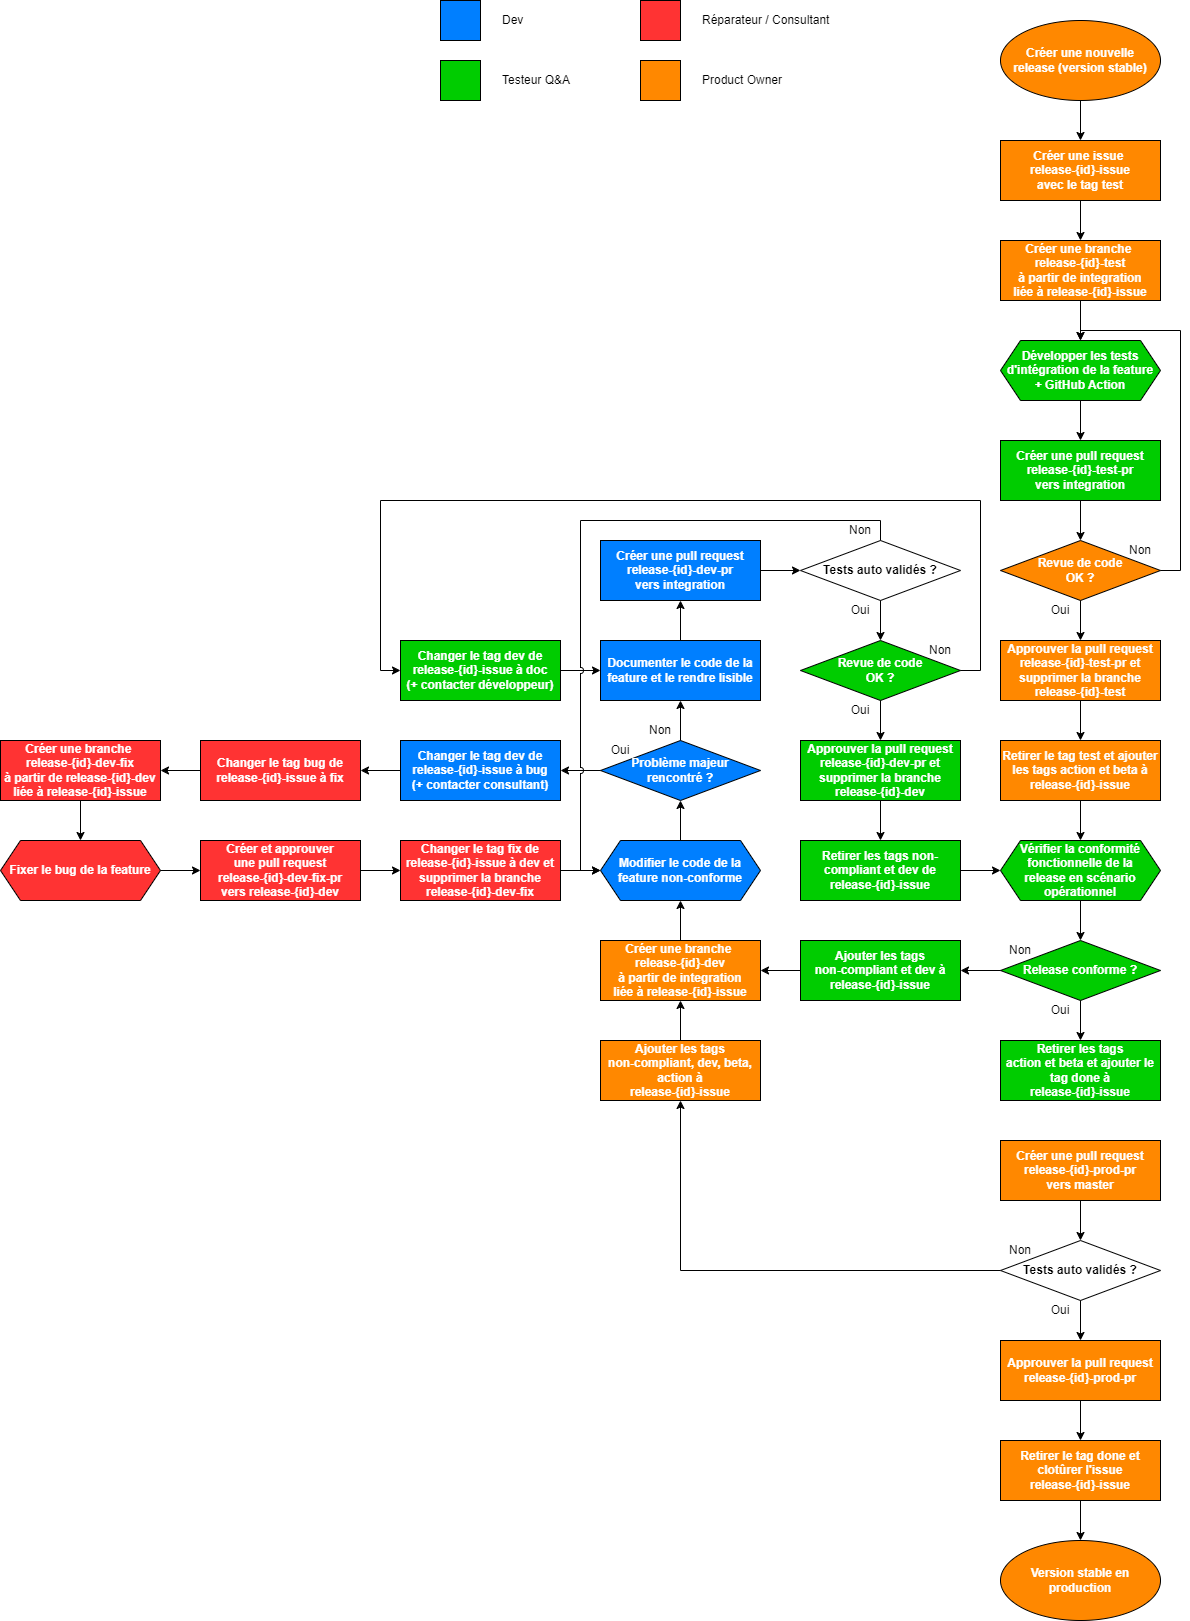 Dev
Réparateur / Consultant
Testeur Q&A
Product Owner
Créer une nouvelle
release (version stable)
Créer une issue
release-{id}-issue
avec le tag test
Créer une branche
release-{id}-test
à partir de integration
liée à release-{id}-issue
Développer les tests
d'intégration de la feature
+ GitHub Action
Créer une pull request
release-{id}-test-pr
vers integration
Revue de code
OK ?
Non
Oui
Approuver la pull request
release-{id}-test-pr et
supprimer la branche
release-{id}-test
Retirer le tag test et ajouter
les tags action et beta à
release-{id}-issue
Vérifier la conformité
fonctionnelle de la
release en scénario
opérationnel
Non
Release conforme ?
Oui
Retirer les tags
action et beta et ajouter le
tag done à
release-{id}-issue
Créer une pull request
release-{id}-prod-pr
vers master
Non
Tests auto validés ?
Oui
Approuver la pull request
release-{id}-prod-pr
Retirer le tag done et
clotûrer l'issue
release-{id}-issue
Version stable en
production
Ajouter les tags
non-compliant et dev à
release-{id}-issue
Ajouter les tags
non-compliant, dev, beta,
action à
release-{id}-issue
Créer une branche
release-{id}-dev
à partir de integration
liée à release-{id}-issue
Modifier le code de la
feature non-conforme
Oui
Non
Problème majeur
rencontré ?
Changer le tag dev de
release-{id}-issue à bug
(+ contacter consultant)
Changer le tag bug de
release-{id}-issue à fix
Créer une branche
release-{id}-dev-fix
à partir de release-{id}-dev
liée à release-{id}-issue
Fixer le bug de la feature
Créer et approuver
une pull request
release-{id}-dev-fix-pr
vers release-{id}-dev
Changer le tag fix de
release-{id}-issue à dev et
supprimer la branche
release-{id}-dev-fix
Documenter le code de la
feature et le rendre lisible
Créer une pull request
release-{id}-dev-pr
vers integration
Non
Tests auto validés ?
Oui
Revue de code
OK ?
Non
Oui
Changer le tag dev de
release-{id}-issue à doc
(+ contacter développeur)
Approuver la pull request
release-{id}-dev-pr et
supprimer la branche
release-{id}-dev
Retirer les tags non-
compliant et dev de
release-{id}-issue